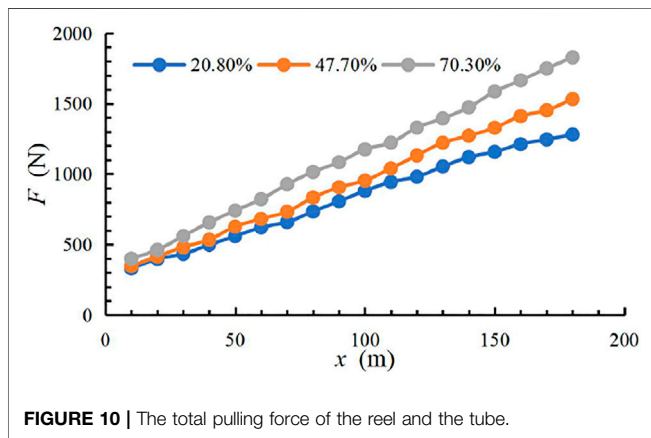 2000
20.80% 47.70% 70.30%
1500
F (N)
1000
500
0
0 50 100 150 200
x (m)
FIGURE 10 | The total pulling force of the reel and the tube.